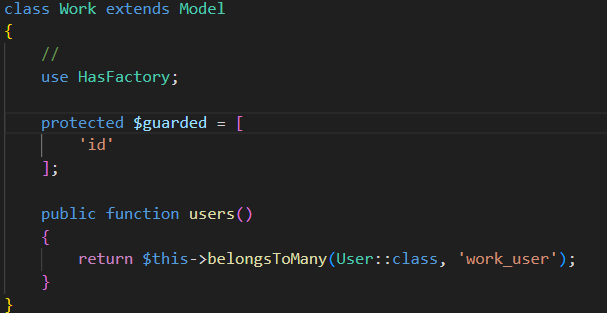 class Work extends Model
{
    //
    use HasFactory;

    protected $guarded = [
        'id'
    ];

    public function users()
    {
        return $this->belongsToMany(User::class, 'work_user');
    }
}